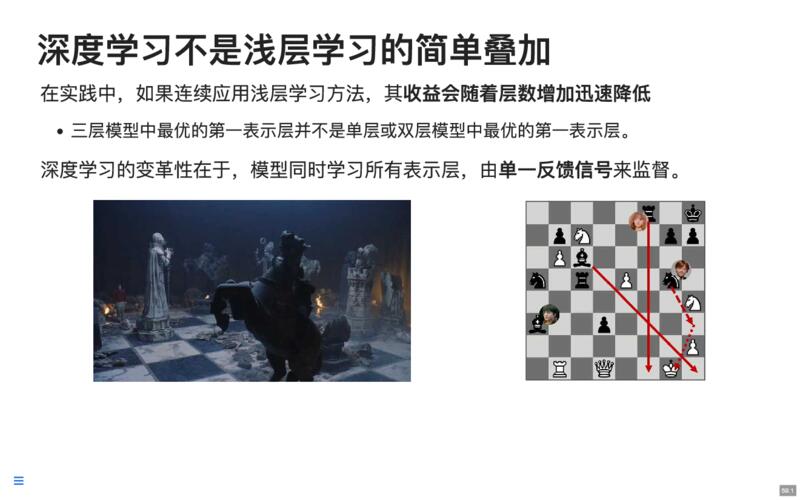 深度学习不是浅层学习的简单叠加
在实践中，如果连续应用浅层学习方法，其收益会随着层数增加迅速降低
• 三层模型中最优的第一表示层并不是单层或双层模型中最优的第一表示层。
深度学习的变革性在于，模型同时学习所有表示层，由单一反馈信号来监督。
59.1